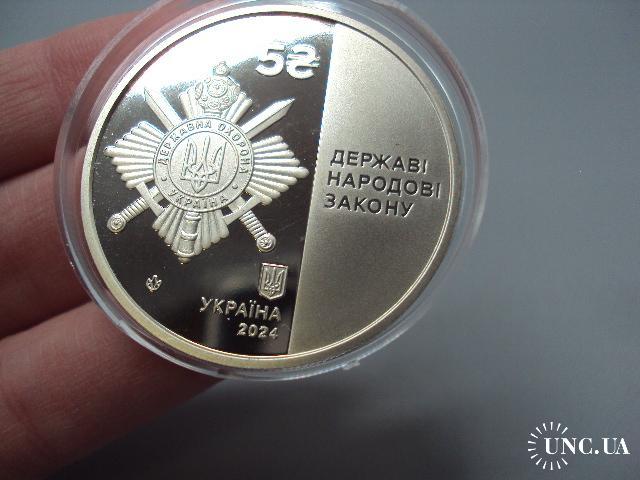 5₴
ДЕРЖАВНА ОХОРОНА
УКРАЇНА
ДЕРЖАВІ
НАРОДОВІ
ЗАКОНУ
УКРАЇНА
2024
UNC.UA